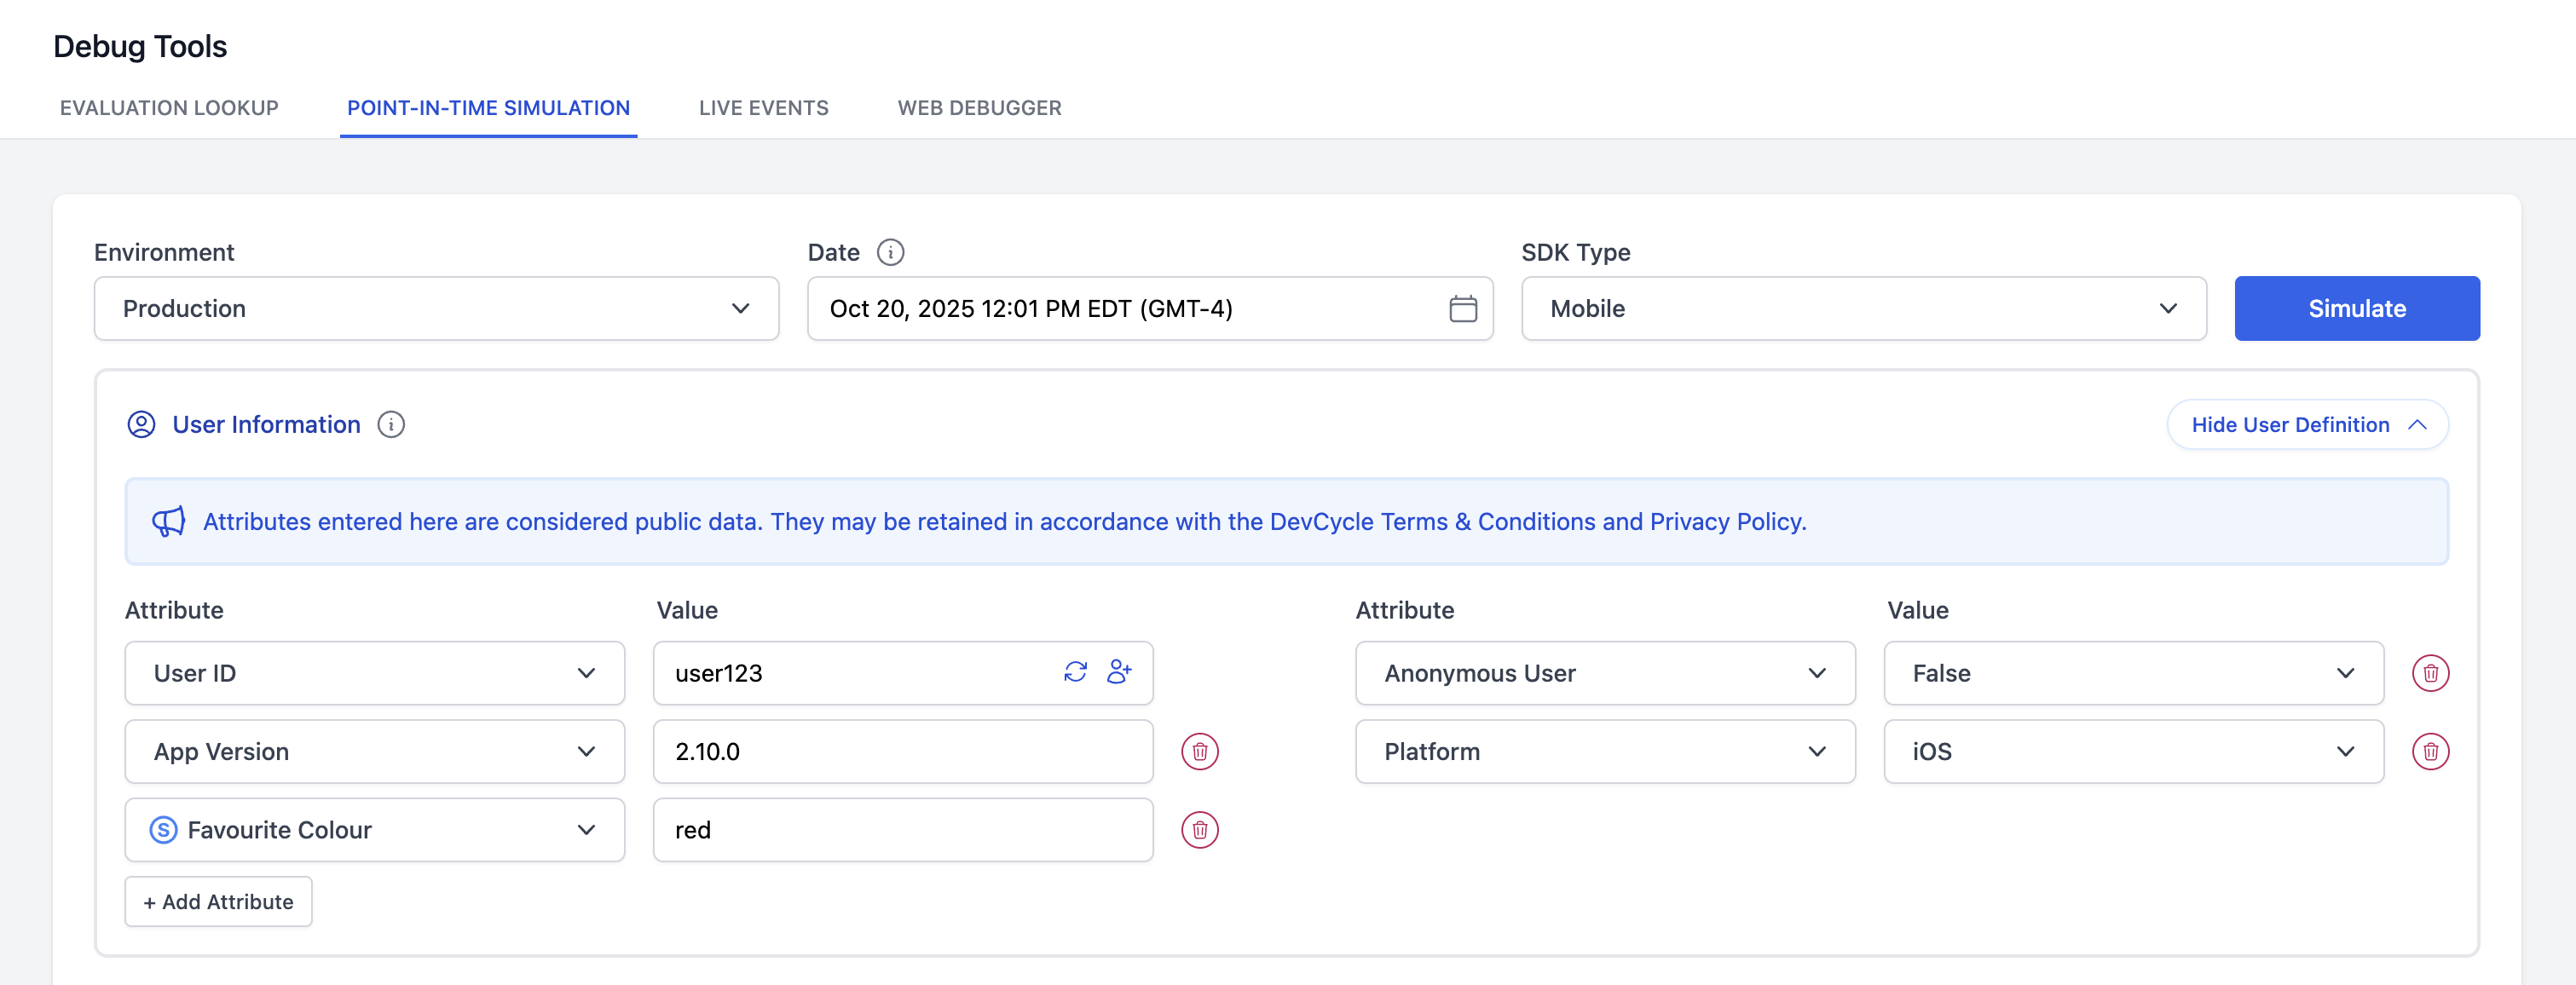 Debug Tools
EVALUATION LOOKUP POINT-IN-TIME SIMULATION LIVE EVENTS WEB DEBUGGER
Environment Date i SDK Type
Production Oct 20, 2025 12:01 PM EDT (GMT-4) Mobile Simulate
User Information i Hide User Definition
Attributes entered here are considered public data. They may be retained in accordance with the DevCycle Terms & Conditions and Privacy Policy.
Attribute Value Attribute Value
User ID user123 Anonymous User False
App Version 2.10.0 Platform iOS
S Favourite Colour red
+ Add Attribute